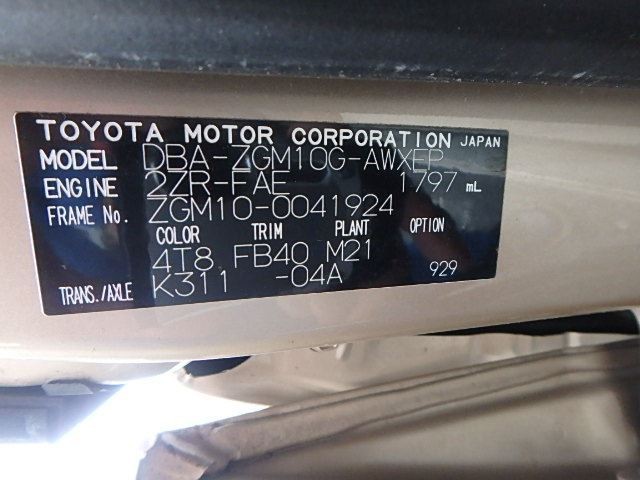 TOYOTA MOTOR CORPORATION JAPAN
MODEL DBA-ZGM10G-AWXEP
ENGINE 2ZR-FAE 1797 mL
FRAME No. ZGM10-0041924
COLOR TRIM PLANT OPTION
4T8 FB40 M21
TRANS./AXLE K311 -04A 929